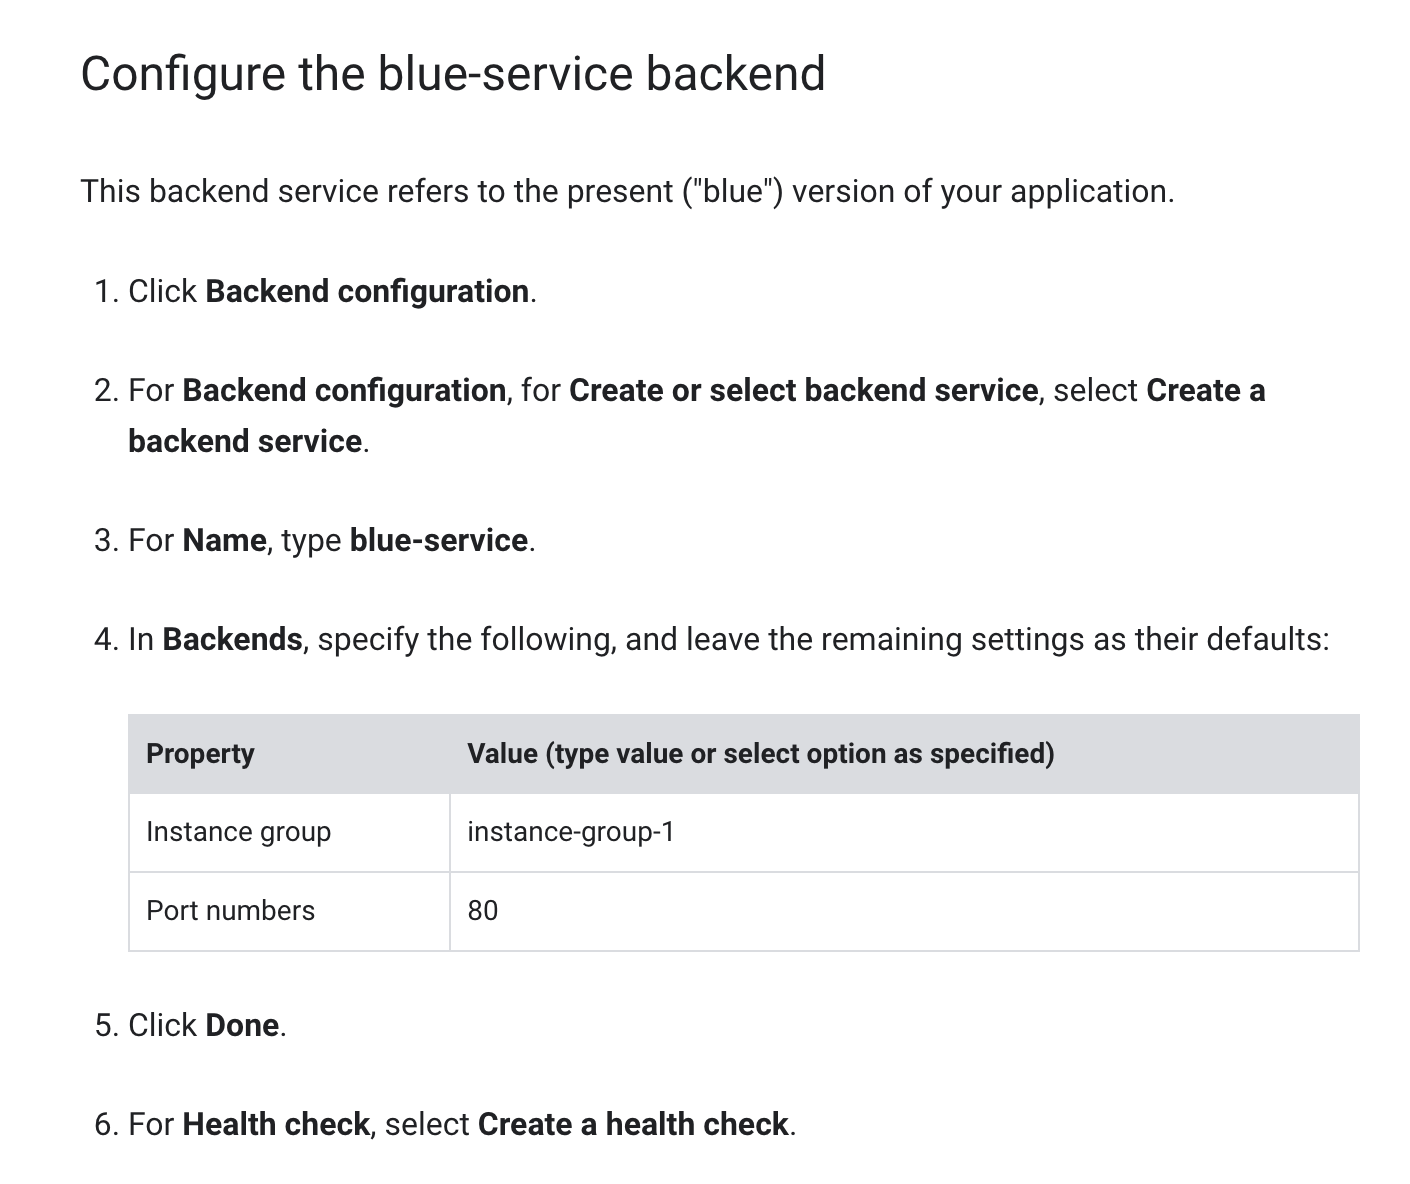 Configure the blue-service backend
This backend service refers to the present ("blue") version of your application.
1. Click Backend configuration.
2. For Backend configuration, for Create or select backend service, select Create a
backend service.
3. For Name, type blue-service.
4. In Backends, specify the following, and leave the remaining settings as their defaults:
Property Value (type value or select option as specified)
Instance group instance-group-1
Port numbers 80
5. Click Done.
6. For Health check, select Create a health check.